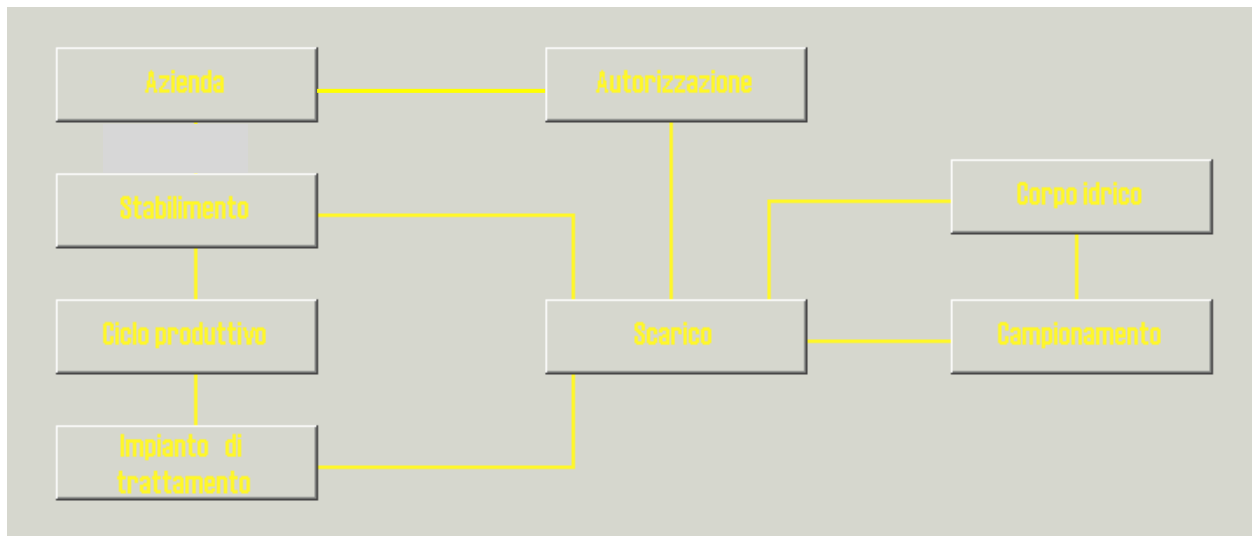 Azienda
Autorizzazione
Stabilimento
Corpo idrico
Ciclo produttivo
Scarico
Campionamento
Impianto di
trattamento